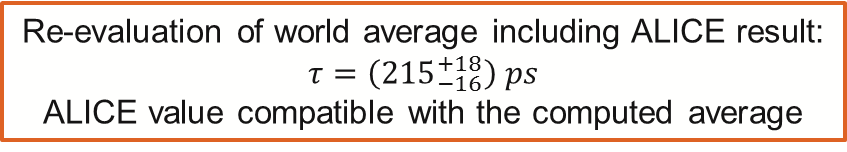 Re-evaluation of world average including ALICE result:
τ = (215 +18 −16) ps
ALICE value compatible with the computed average